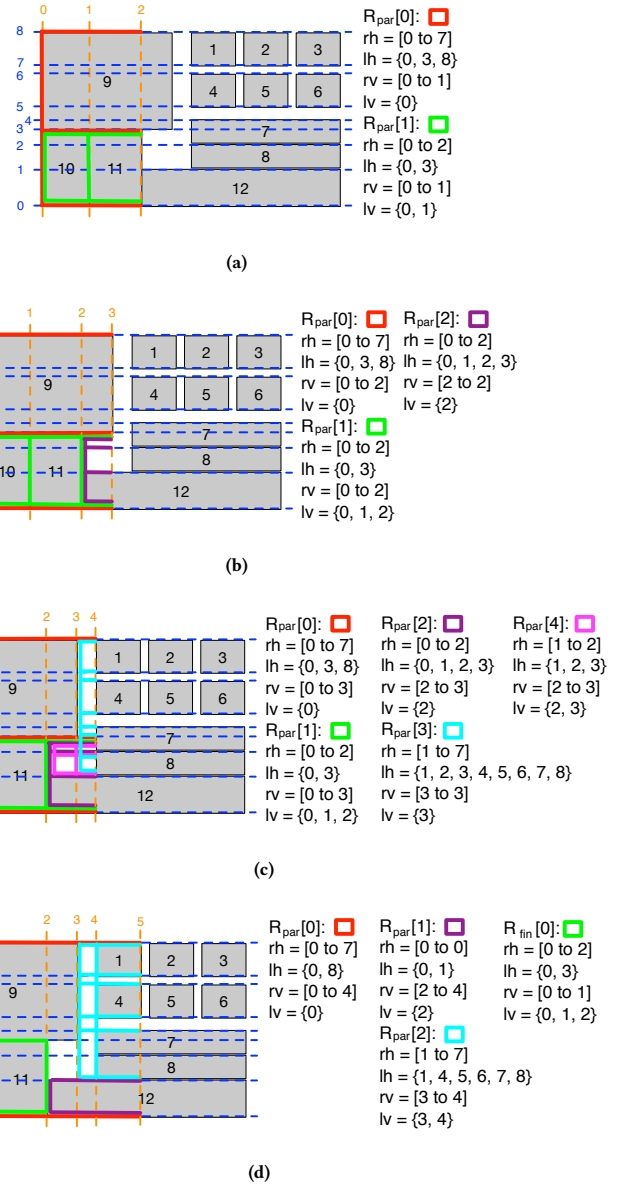 0 1 2
8
7
6
5
4
3
2
1
0
1 2 3
9
4 5 6
7
8
10 11
12
Rpar[0]:
rh = [0 to 7]
lh = {0, 3, 8}
rv = [0 to 1]
lv = {0}
Rpar[1]:
rh = [0 to 2]
lh = {0, 3}
rv = [0 to 1]
lv = {0, 1}
(a)
1 2 3
1 2 3
9
4 5 6
7
8
10 11
12
Rpar[0]:
rh = [0 to 7]
lh = {0, 3, 8}
rv = [0 to 2]
lv = {0}
Rpar[1]:
rh = [0 to 2]
lh = {0, 3}
rv = [0 to 2]
lv = {0, 1, 2}
Rpar[2]:
rh = [0 to 2]
lh = {0, 1, 2, 3}
rv = [2 to 2]
lv = {2}
(b)
2 3 4
1 2 3
9
4 5 6
7
8
11
12
Rpar[0]:
rh = [0 to 7]
lh = {0, 3, 8}
rv = [0 to 3]
lv = {0}
Rpar[1]:
rh = [0 to 2]
lh = {0, 3}
rv = [0 to 3]
lv = {0, 1, 2}
Rpar[2]:
rh = [0 to 2]
lh = {0, 1, 2, 3}
rv = [2 to 3]
lv = {2}
Rpar[3]:
rh = [1 to 7]
lh = {1, 2, 3, 4, 5, 6, 7, 8}
rv = [3 to 3]
lv = {3}
Rpar[4]:
rh = [1 to 2]
lh = {1, 2, 3}
rv = [2 to 3]
lv = {2, 3}
(c)
2 3 4 5
1 2 3
9
4 5 6
7
8
11
12
Rpar[0]:
rh = [0 to 7]
lh = {0, 8}
rv = [0 to 4]
lv = {0}
Rpar[1]:
rh = [0 to 0]
lh = {0, 1}
rv = [2 to 4]
lv = {2}
Rpar[2]:
rh = [1 to 7]
lh = {1, 4, 5, 6, 7, 8}
rv = [3 to 4]
lv = {3, 4}
R fin [0]:
rh = [0 to 2]
lh = {0, 3}
rv = [0 to 1]
lv = {0, 1, 2}
(d)